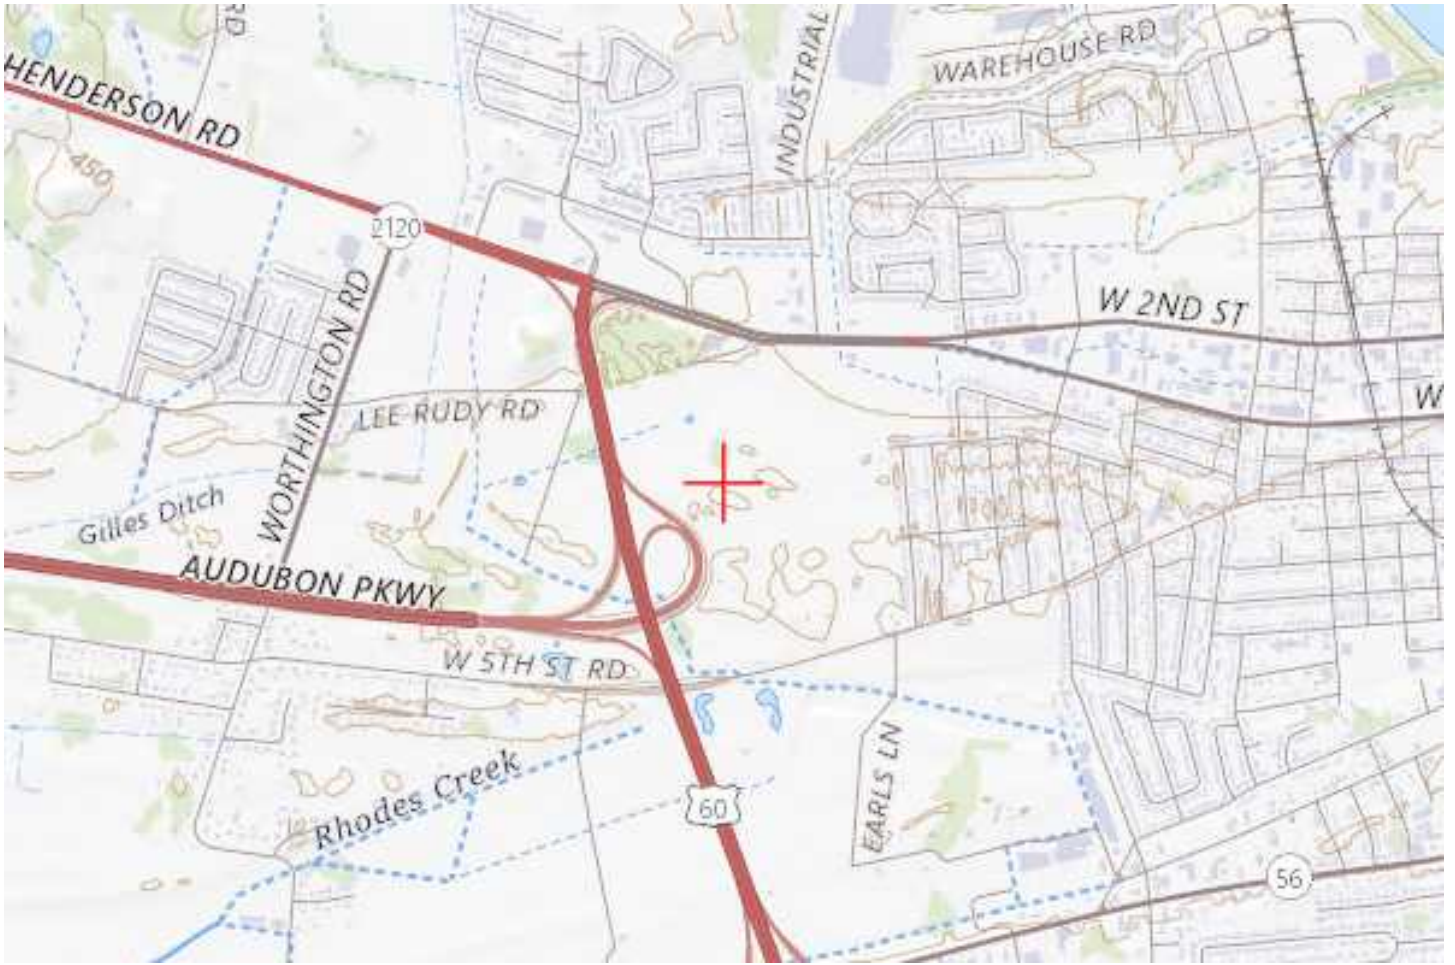 RD
HENDERSON RD
INDUSTRIAL
WAREHOUSE RD
450
2120
WORTHINGTON RD
W 2ND ST
LEE RUDY RD
W
Gilles Ditch
AUDUBON PKWY
W 5TH ST RD
Rhodes Creek
60
EARLS LN
56